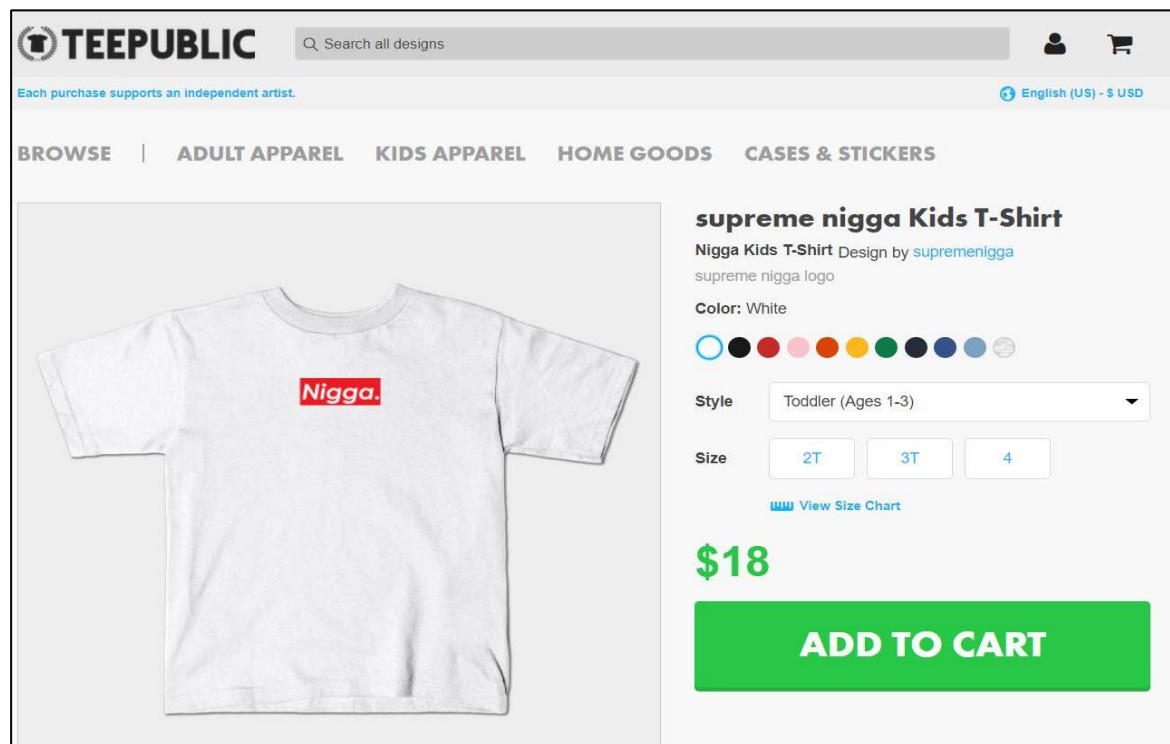 TEEPUBLIC
Search all designs
Each purchase supports an independent artist.
English (US) - $ USD
BROWSE | ADULT APPAREL KIDS APPAREL HOME GOODS CASES & STICKERS
supreme nigga Kids T-Shirt
Nigga Kids T-Shirt Design by supremenigga
supreme nigga logo
Color: White
Nigga.
Style Toddler (Ages 1-3)
Size 2T 3T 4
View Size Chart
$18
ADD TO CART